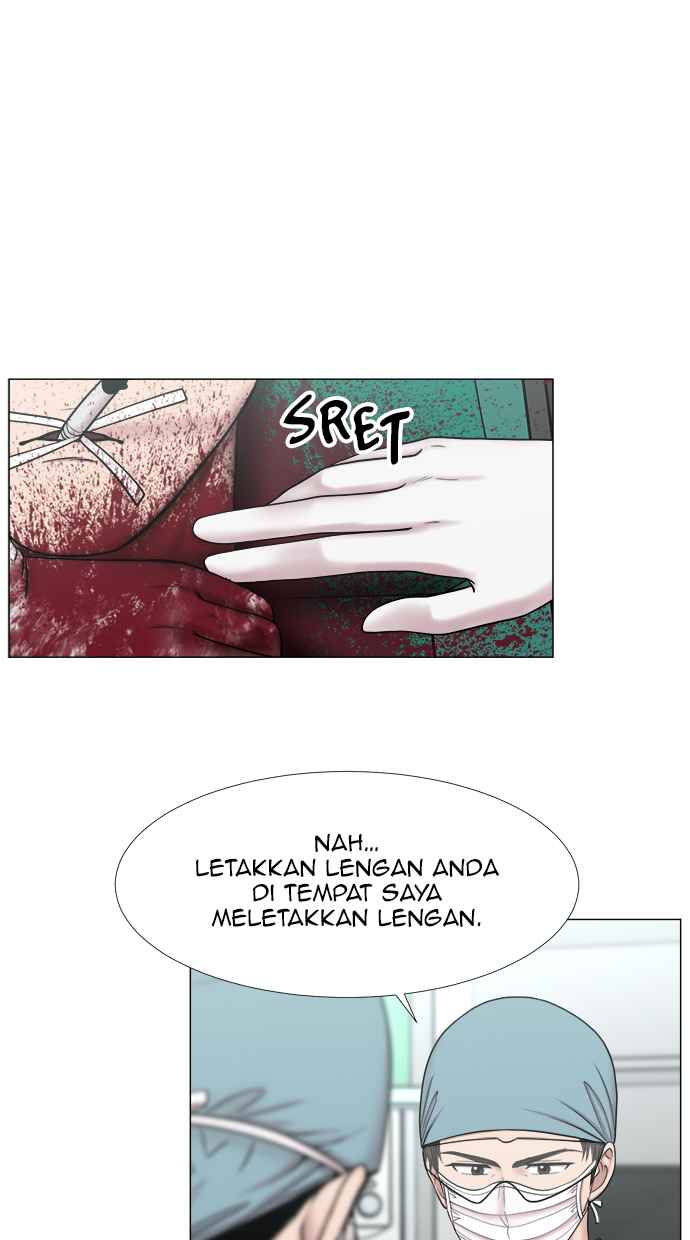 SRET
NAH...
LETAKKAN LENGAN ANDA
DI TEMPAT SAYA
MELETAKKAN LENGAN.